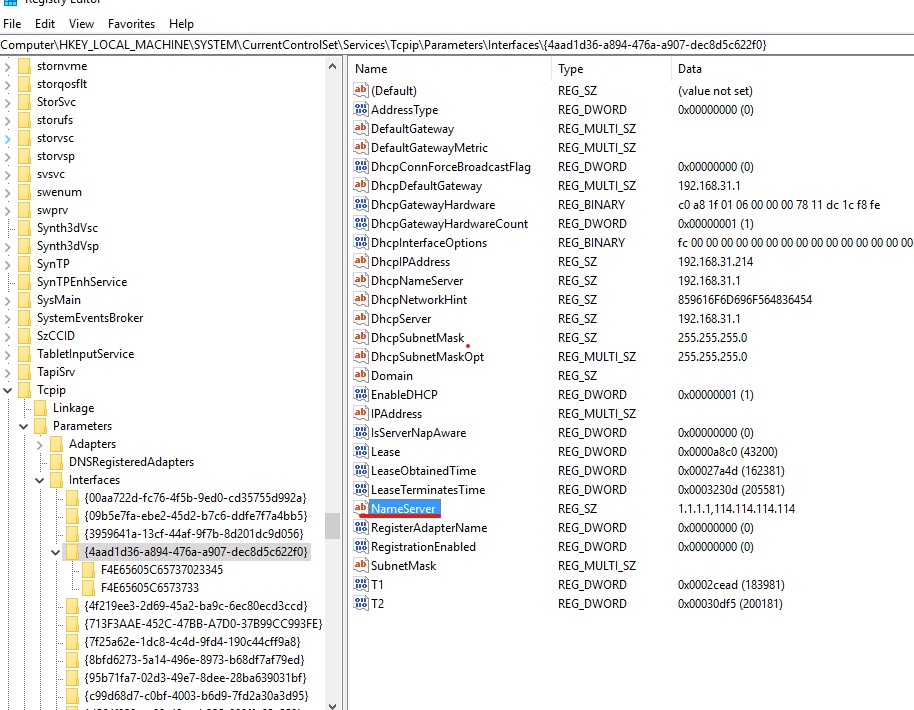 Registry Editor
File Edit View Favorites Help
Computer\HKEY_LOCAL_MACHINE\SYSTEM\CurrentControlSet\Services\Tcpip\Parameters\Interfaces\{4aad1d36-a894-476a-a907-dec8d5c622f0}
stornvme
storqosflt
StorSvc
storufs
storvsc
storvsp
svsvc
swenum
swprv
Synth3dVsc
Synth3dVsp
SynTP
SynTPEnhService
SysMain
SystemEventsBroker
SzCCID
TabletInputService
TapiSrv
Tcpip
Linkage
Parameters
Adapters
DNSRegisteredAdapters
Interfaces
{00aa722d-fc76-4f5b-9ed0-cd35755d992a}
{09b5e7fa-ebe2-45d2-b7c6-ddfe7f7a4bb5}
{3959641a-13cf-44af-9f7b-8d201dc9d056}
{4aad1d36-a894-476a-a907-dec8d5c622f0}
F4E65605C65737023345
F4E65605C6573733
{4f219ee3-2d69-45a2-ba9c-6ec80ecd3ccd}
{713F3AAE-452C-47BB-A7D0-37B99CC993FE}
{7f25a62e-1dc8-4c4d-9fd4-190c44cff9a8}
{8bfd6273-5a14-496e-8973-b68df7af79ed}
{95b71fa7-02d3-49e7-8dee-28ba639031bf}
{c99d68d7-c0bf-4003-b6d9-7fd2a30a3d95}
Name Type Data
(Default) REG_SZ (value not set)
AddressType REG_DWORD 0x00000000 (0)
DefaultGateway REG_MULTI_SZ
DefaultGatewayMetric REG_MULTI_SZ
DhcpConnForceBroadcastFlag REG_DWORD 0x00000000 (0)
DhcpDefaultGateway REG_MULTI_SZ 192.168.31.1
DhcpGatewayHardware REG_BINARY c0 a8 1f 01 06 00 00 00 78 11 dc 1c f8 fe
DhcpGatewayHardwareCount REG_DWORD 0x00000001 (1)
DhcpInterfaceOptions REG_BINARY fc 00 00 00 00 00 00 00 00 00 00 00 00 00 00 00
DhcpIPAddress REG_SZ 192.168.31.214
DhcpNameServer REG_SZ 192.168.31.1
DhcpNetworkHint REG_SZ 859616F6D696F564836454
DhcpServer REG_SZ 192.168.31.1
DhcpSubnetMask REG_SZ 255.255.255.0
DhcpSubnetMaskOpt REG_MULTI_SZ 255.255.255.0
Domain REG_SZ
EnableDHCP REG_DWORD 0x00000001 (1)
IPAddress REG_MULTI_SZ
IsServerNapAware REG_DWORD 0x00000000 (0)
Lease REG_DWORD 0x0000a8c0 (43200)
LeaseObtainedTime REG_DWORD 0x00027a4d (162381)
LeaseTerminatesTime REG_DWORD 0x0003230d (205581)
NameServer REG_SZ 1.1.1.1,114.114.114.114
RegisterAdapterName REG_DWORD 0x00000000 (0)
RegistrationEnabled REG_DWORD 0x00000000 (0)
SubnetMask REG_MULTI_SZ
T1 REG_DWORD 0x0002cead (183981)
T2 REG_DWORD 0x00030df5 (200181)